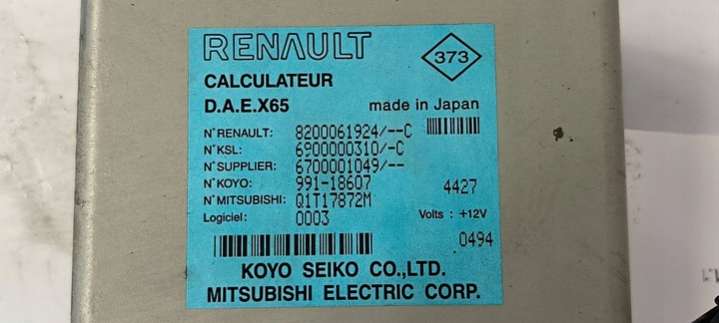 RENAULT
373
CALCULATEUR
D.A.E.X65 made in Japan
N°RENAULT: 8200061924/--C
N°KSL: 6900000310/-C
N°SUPPLIER: 6700001049/--
N°KOYO: 991-18607 4427
N°MITSUBISHI: Q1T17872M
Logiciel: 0003 Volts : +12V
0494
KOYO SEIKO CO.,LTD.
MITSUBISHI ELECTRIC CORP.